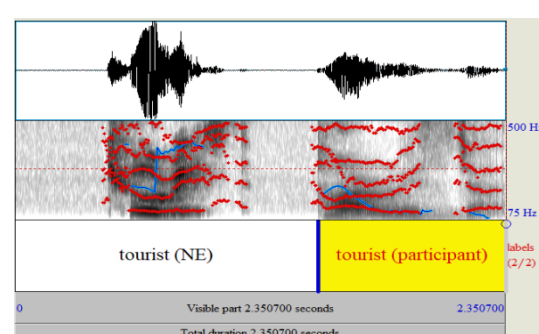 500 Hz
75 Hz
tourist (NE) tourist (participant)
labels
(2/2)
0 Visible part 2.350700 seconds 2.350700
Total duration 2.350700 seconds